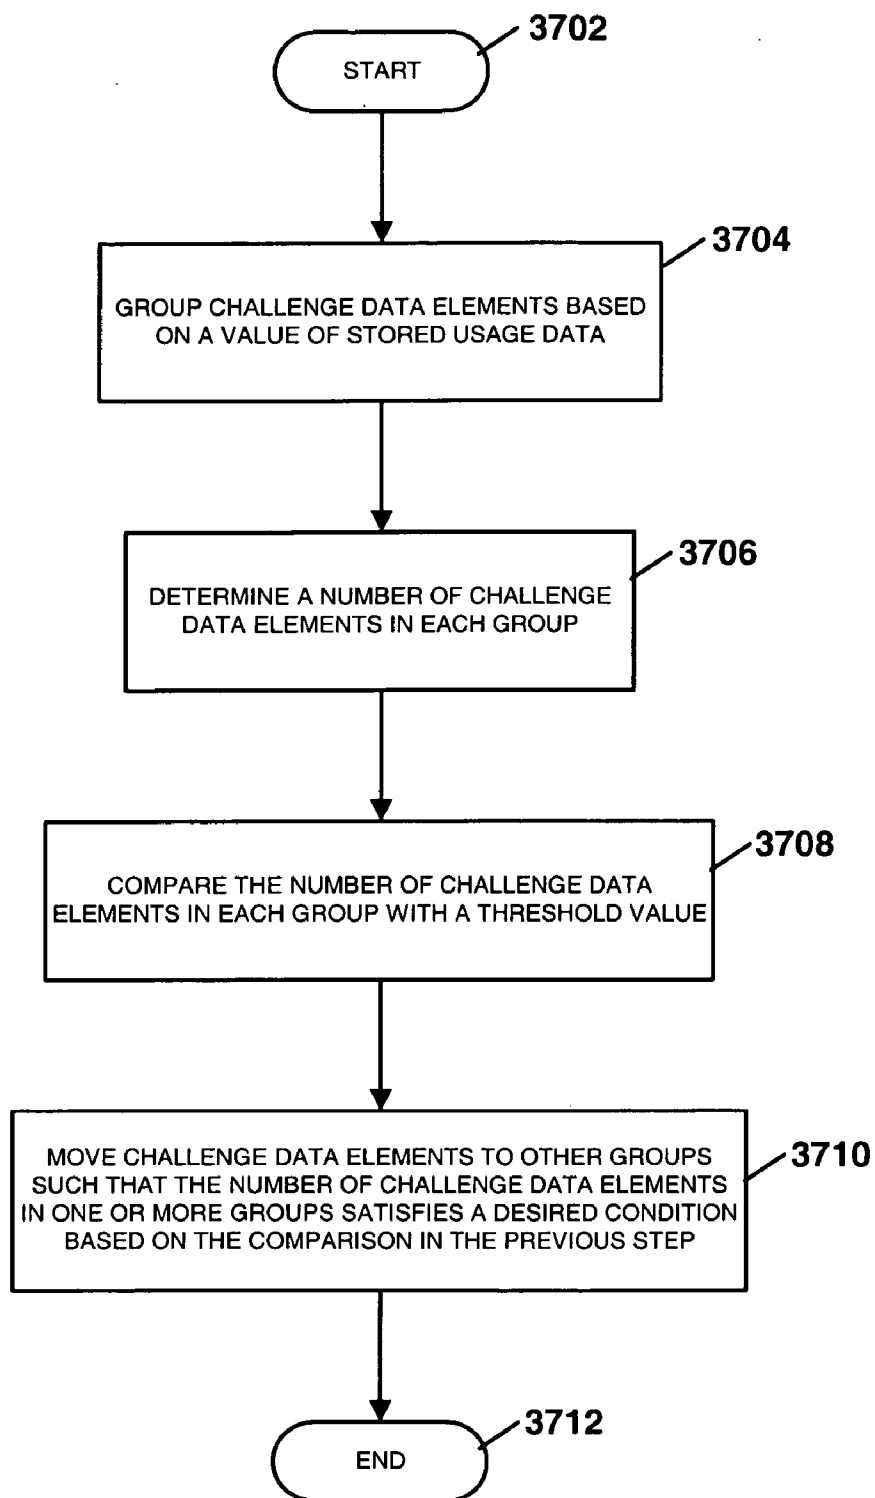 3702
START
3704
GROUP CHALLENGE DATA ELEMENTS BASED
ON A VALUE OF STORED USAGE DATA
3706
DETERMINE A NUMBER OF CHALLENGE
DATA ELEMENTS IN EACH GROUP
3708
COMPARE THE NUMBER OF CHALLENGE DATA
ELEMENTS IN EACH GROUP WITH A THRESHOLD VALUE
3710
MOVE CHALLENGE DATA ELEMENTS TO OTHER GROUPS
SUCH THAT THE NUMBER OF CHALLENGE DATA ELEMENTS
IN ONE OR MORE GROUPS SATISFIES A DESIRED CONDITION
BASED ON THE COMPARISON IN THE PREVIOUS STEP
3712
END